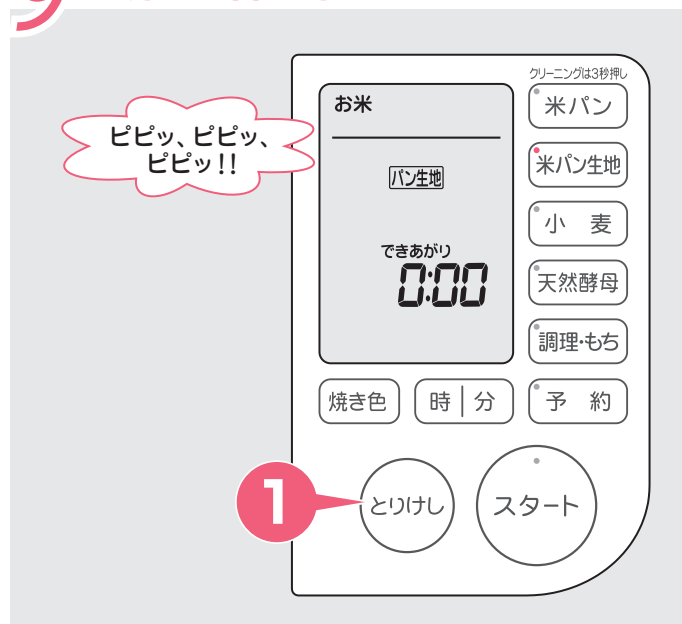 クリーニングは3秒押し
お米
米パン
ピピッ、ピピッ、
ピピッ!!
パン生地
米パン生地
小 麦
できあがり
0:00
天然酵母
調理・もち
焼き色
時 | 分
予 約
1
とりけし
スタート